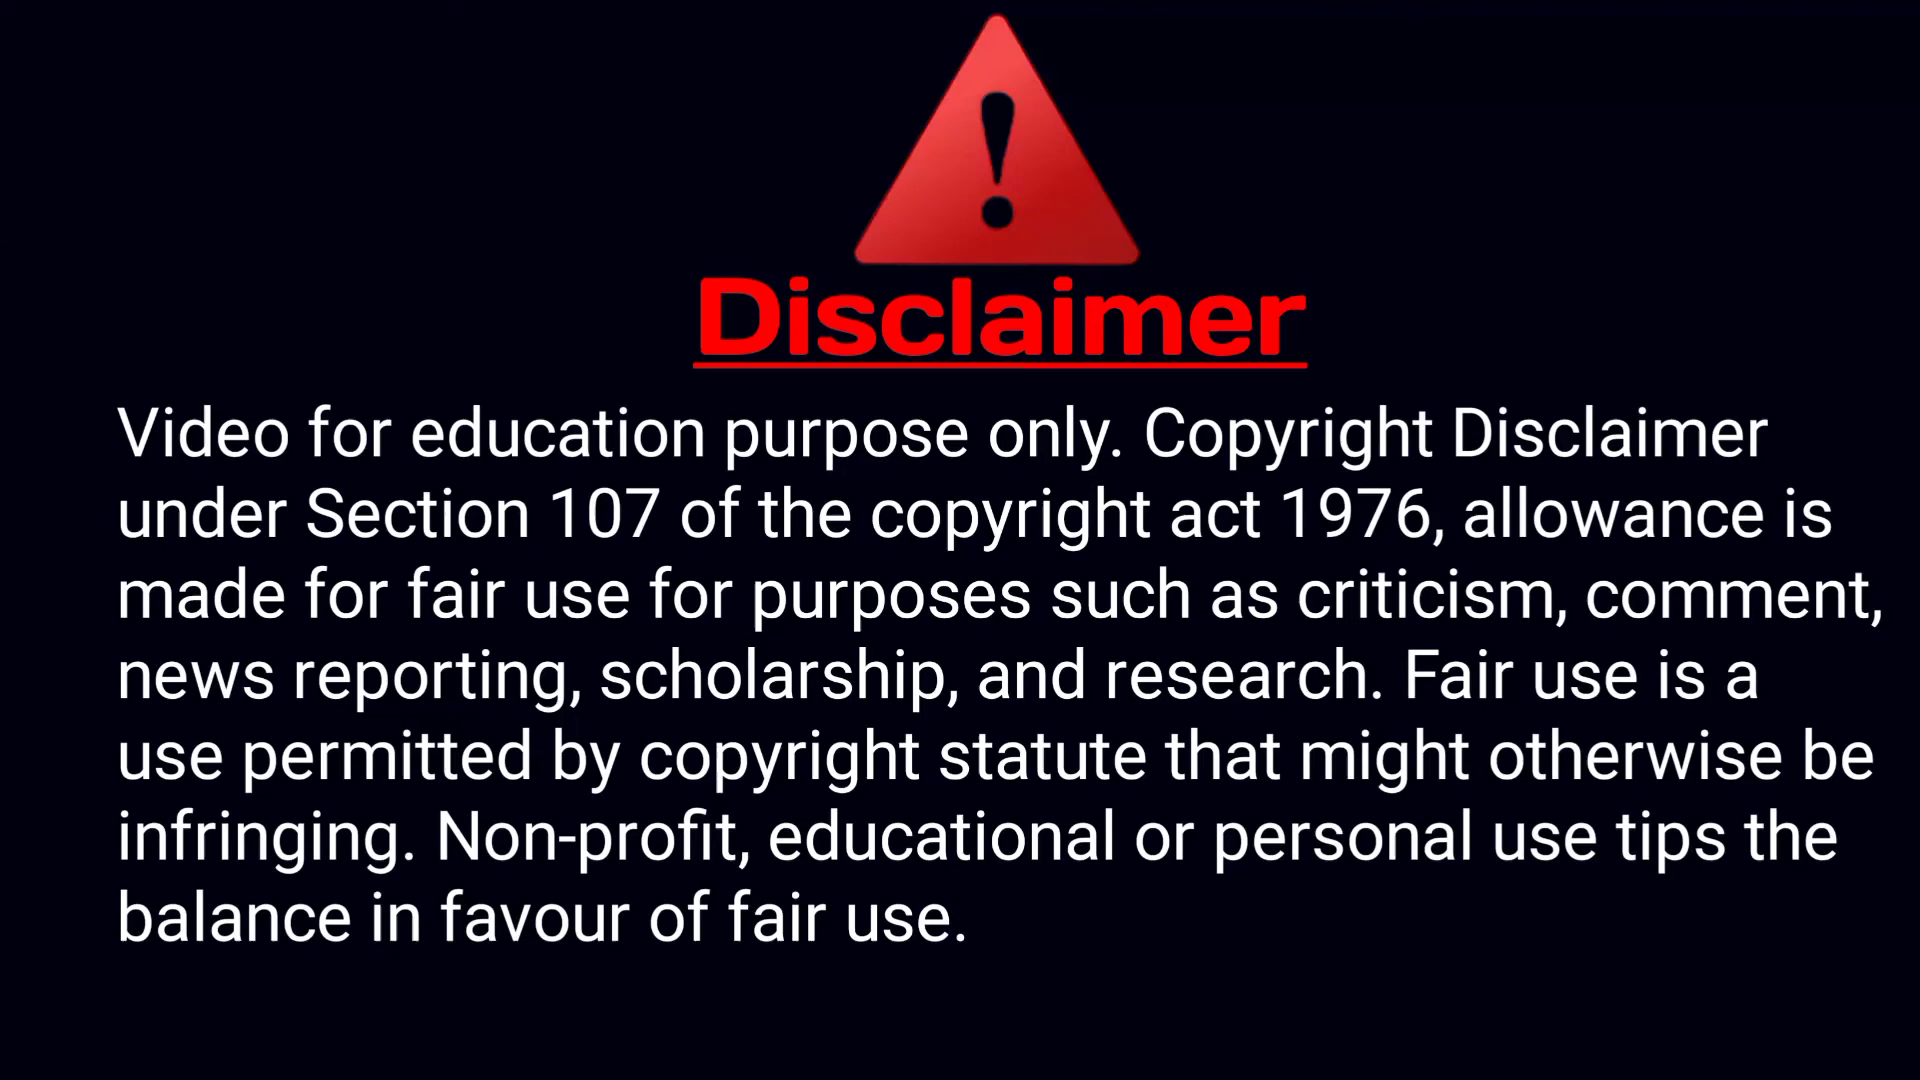 Disclaimer
Video for education purpose only. Copyright Disclaimer
under Section 107 of the copyright act 1976, allowance is
made for fair use for purposes such as criticism, comment,
news reporting, scholarship, and research. Fair use is a
use permitted by copyright statute that might otherwise be
infringing. Non-profit, educational or personal use tips the
balance in favour of fair use.